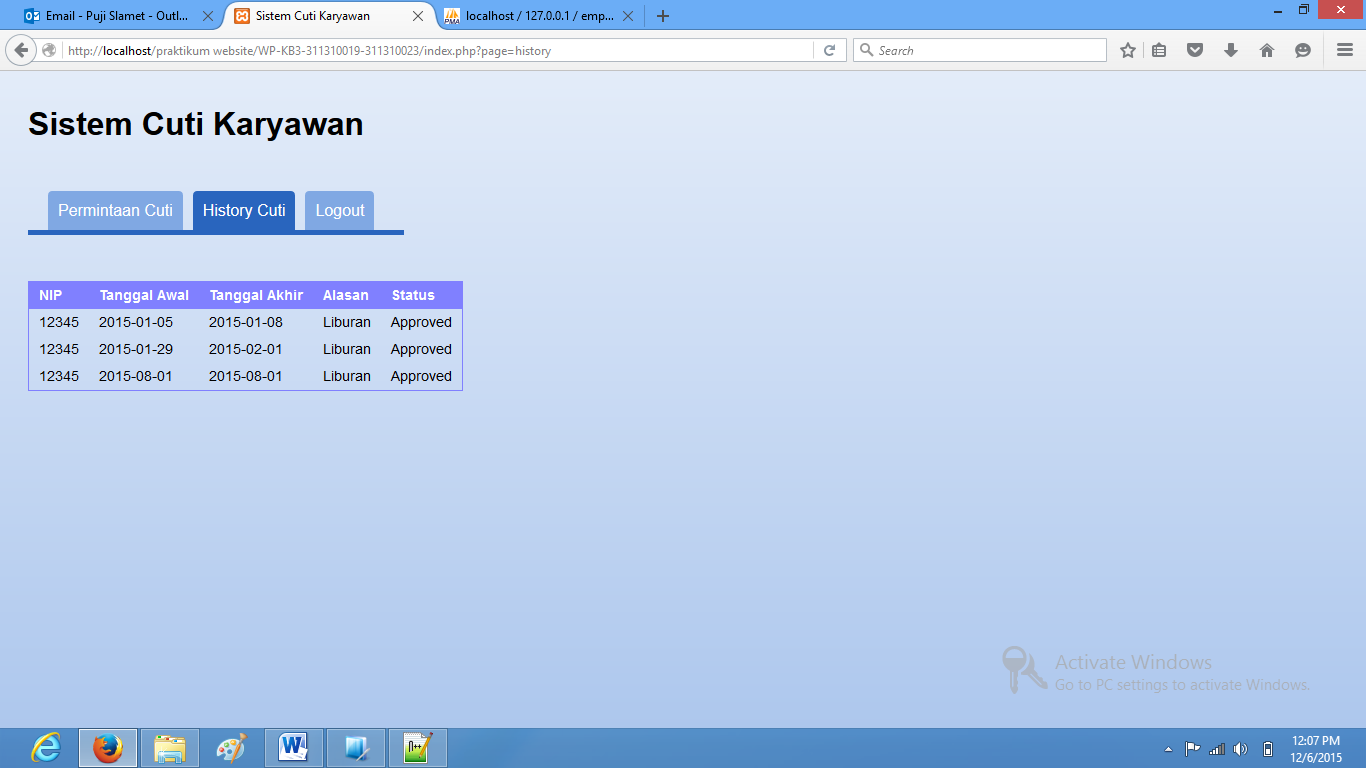 Email - Puji Slamet - Outl...
Sistem Cuti Karyawan
localhost / 127.0.0.1 / emp...
http://localhost/praktikum website/WP-KB3-311310019-311310023/index.php?page=history
Search
Sistem Cuti Karyawan
Permintaan Cuti History Cuti Logout
NIP Tanggal Awal Tanggal Akhir Alasan Status
12345 2015-01-05 2015-01-08 Liburan Approved
12345 2015-01-29 2015-02-01 Liburan Approved
12345 2015-08-01 2015-08-01 Liburan Approved
Activate Windows
Go to PC settings to activate Windows.
12:07 PM
12/6/2015